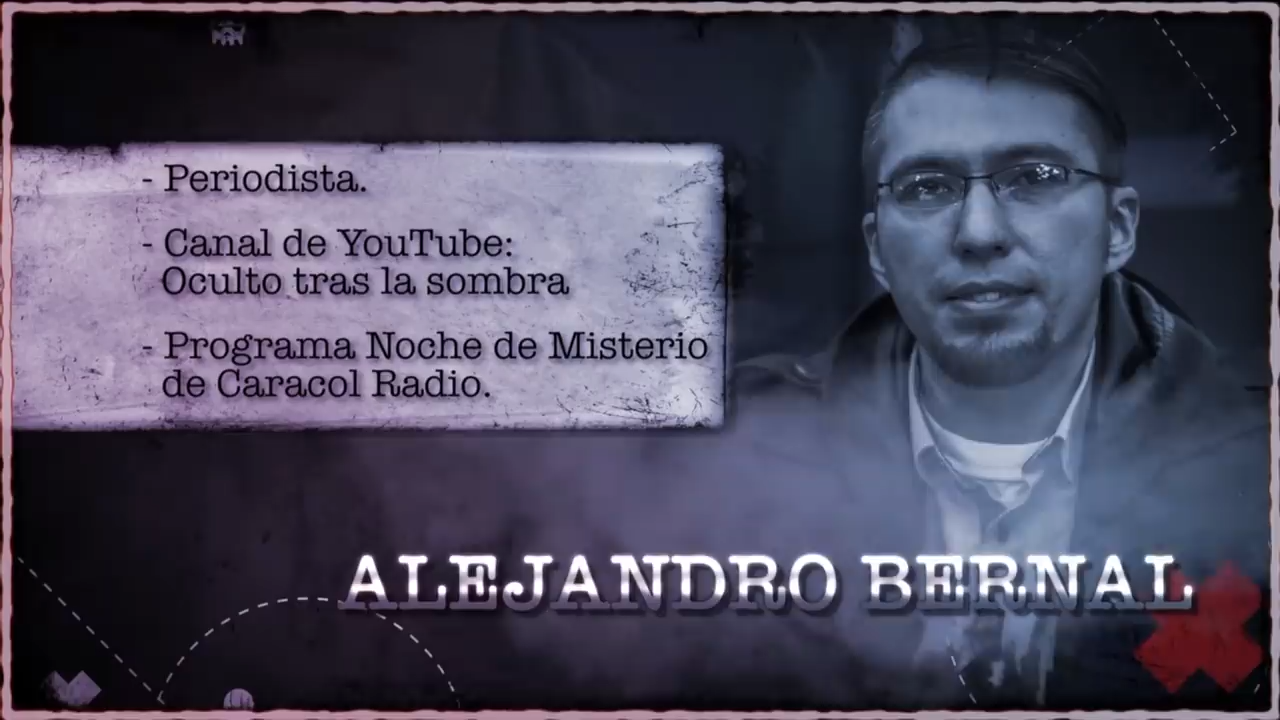 - Periodista.
- Canal de YouTube:
Oculto tras la sombra
- Programa Noche de Misterio
de Caracol Radio.
ALEJANDRO BERNAL